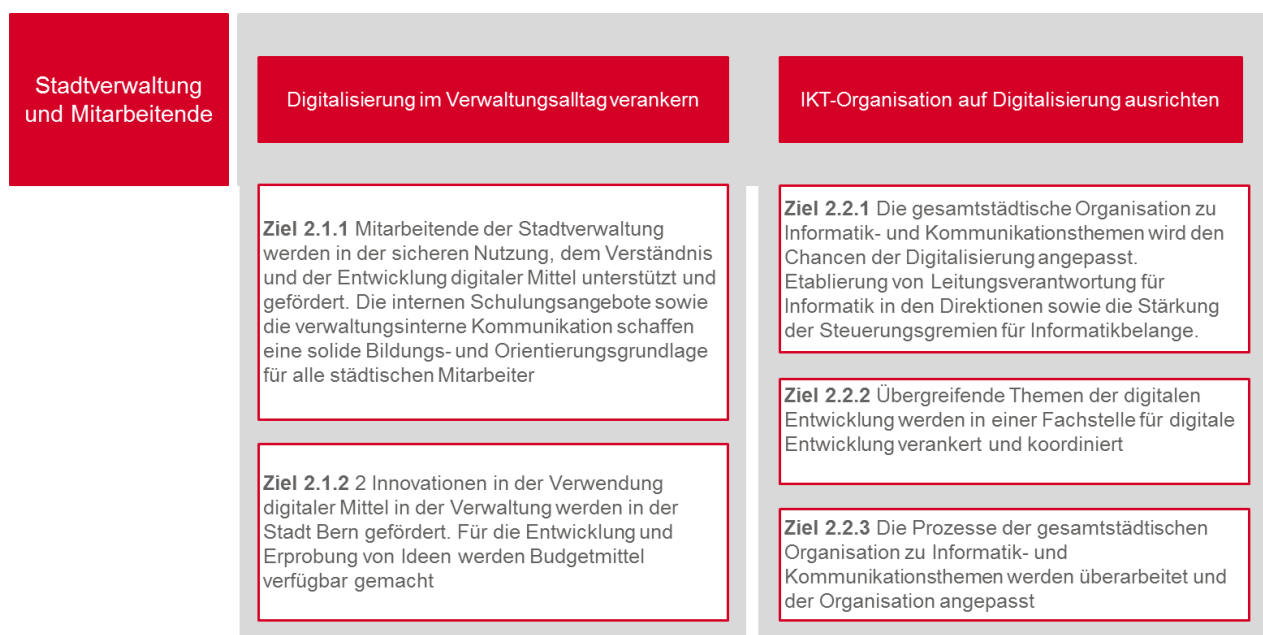 Stadtverwaltung
und Mitarbeitende
Digitalisierung im Verwaltungsalltag verankern
IKT-Organisation auf Digitalisierung ausrichten
Ziel 2.1.1 Mitarbeitende der Stadtverwaltung
werden in der sicheren Nutzung, dem Verständnis
und der Entwicklung digitaler Mittel unterstützt und
gefördert. Die internen Schulungsangebote sowie
die verwaltungsinterne Kommunikation schaffen
eine solide Bildungs- und Orientierungsgrundlage
für alle städtischen Mitarbeiter
Ziel 2.1.2 2 Innovationen in der Verwendung
digitaler Mittel in der Verwaltung werden in der
Stadt Bern gefördert. Für die Entwicklung und
Erprobung von Ideen werden Budgetmittel
verfügbar gemacht
Ziel 2.2.1 Die gesamtstädtische Organisation zu
Informatik- und Kommunikationsthemen wird den
Chancen der Digitalisierung angepasst.
Etablierung von Leitungsverantwortung für
Informatik in den Direktionen sowie die Stärkung
der Steuerungsgremien für Informatikbelange.
Ziel 2.2.2 Übergreifende Themen der digitalen
Entwicklung werden in einer Fachstelle für digitale
Entwicklung verankert und koordiniert
Ziel 2.2.3 Die Prozesse der gesamtstädtischen
Organisation zu Informatik- und
Kommunikationsthemen werden überarbeitet und
der Organisation angepasst